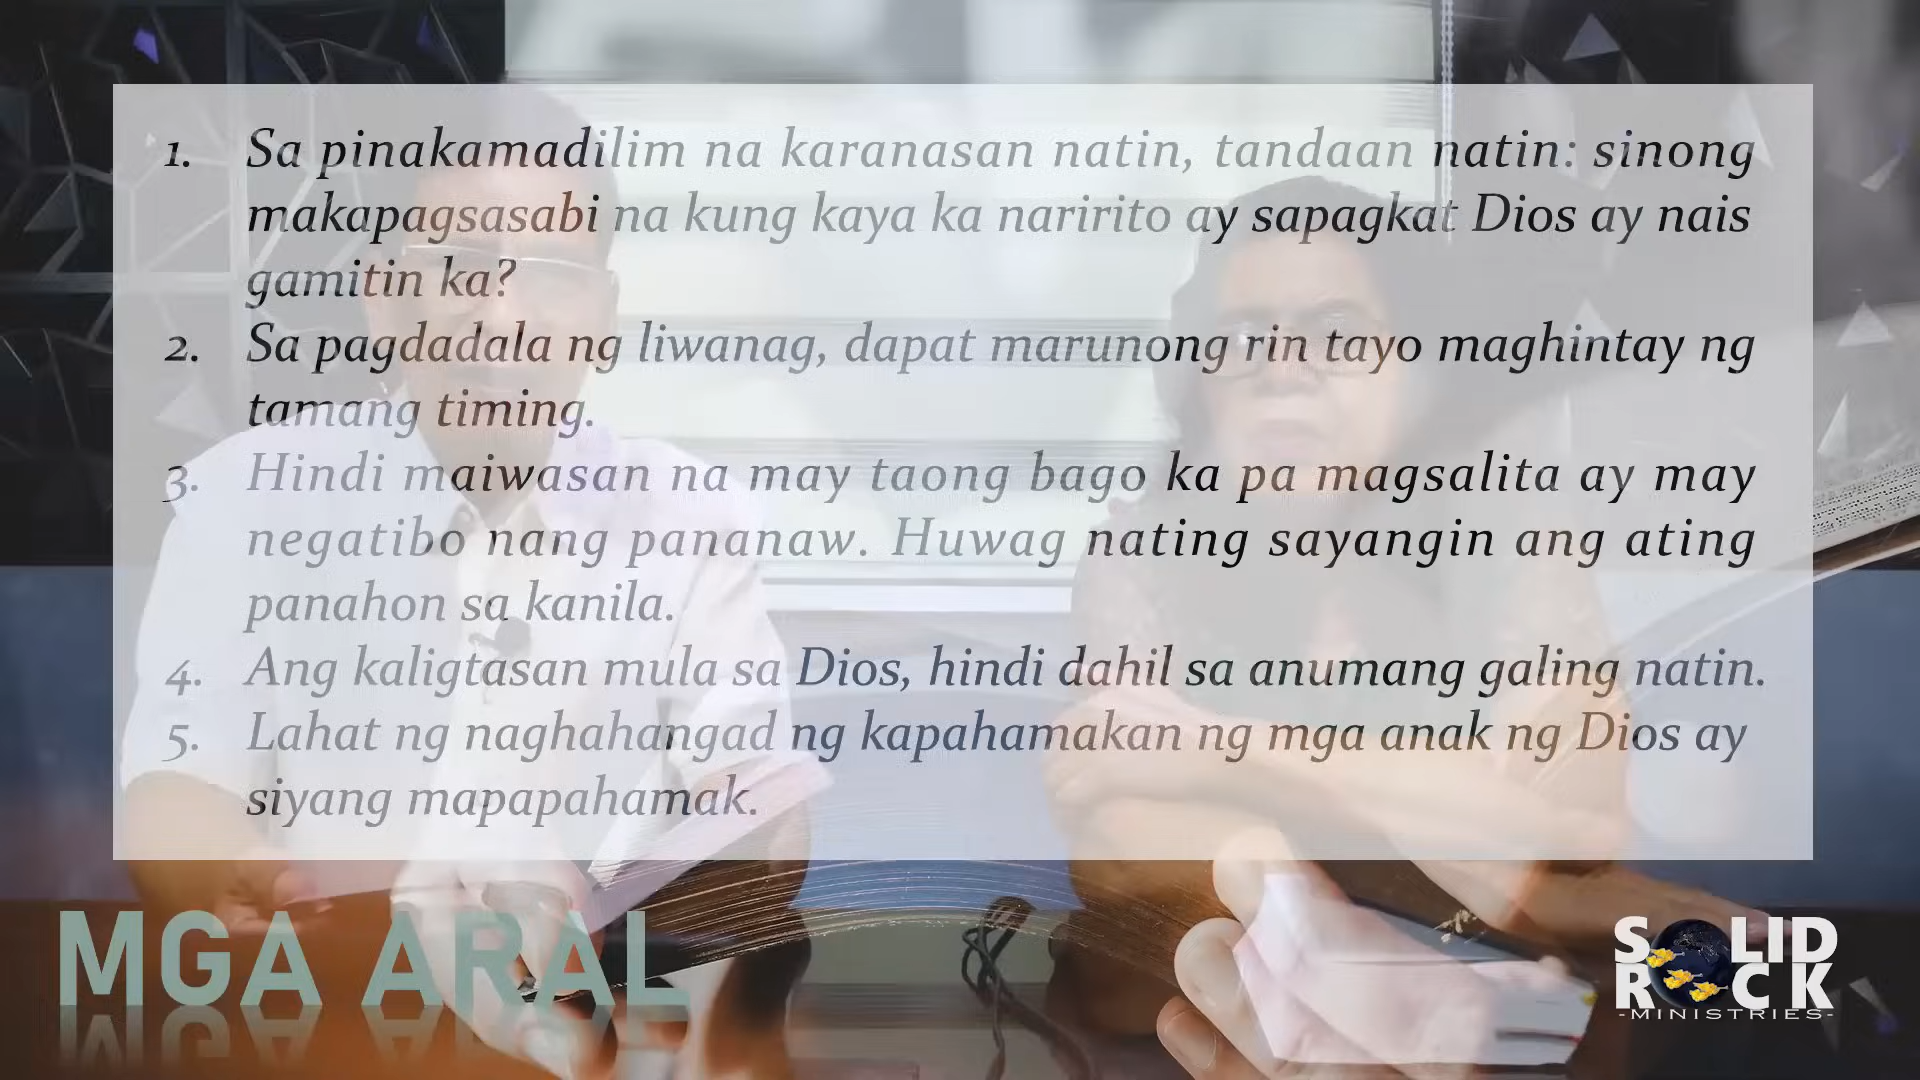 1. Sa pinakamadilim na karanasan natin, tandaan natin: sinong
makapagsasabi na kung kaya ka naririto ay sapagkat Dios ay nais
gamitin ka?
2. Sa pagdadala ng liwanag, dapat marunong rin tayo maghintay ng
tamang timing.
3. Hindi maiwasan na may taong bago ka pa magsalita ay may
negatibo nang pananaw. Huwag nating sayangin ang ating
panahon sa kanila.
4. Ang kaligtasan mula sa Dios, hindi dahil sa anumang galing natin.
5. Lahat ng naghahangad ng kapahamakan ng mga anak ng Dios ay
siyang mapapahamak.
MGA ARAL
SOLID
ROCK
-MINISTRIES-